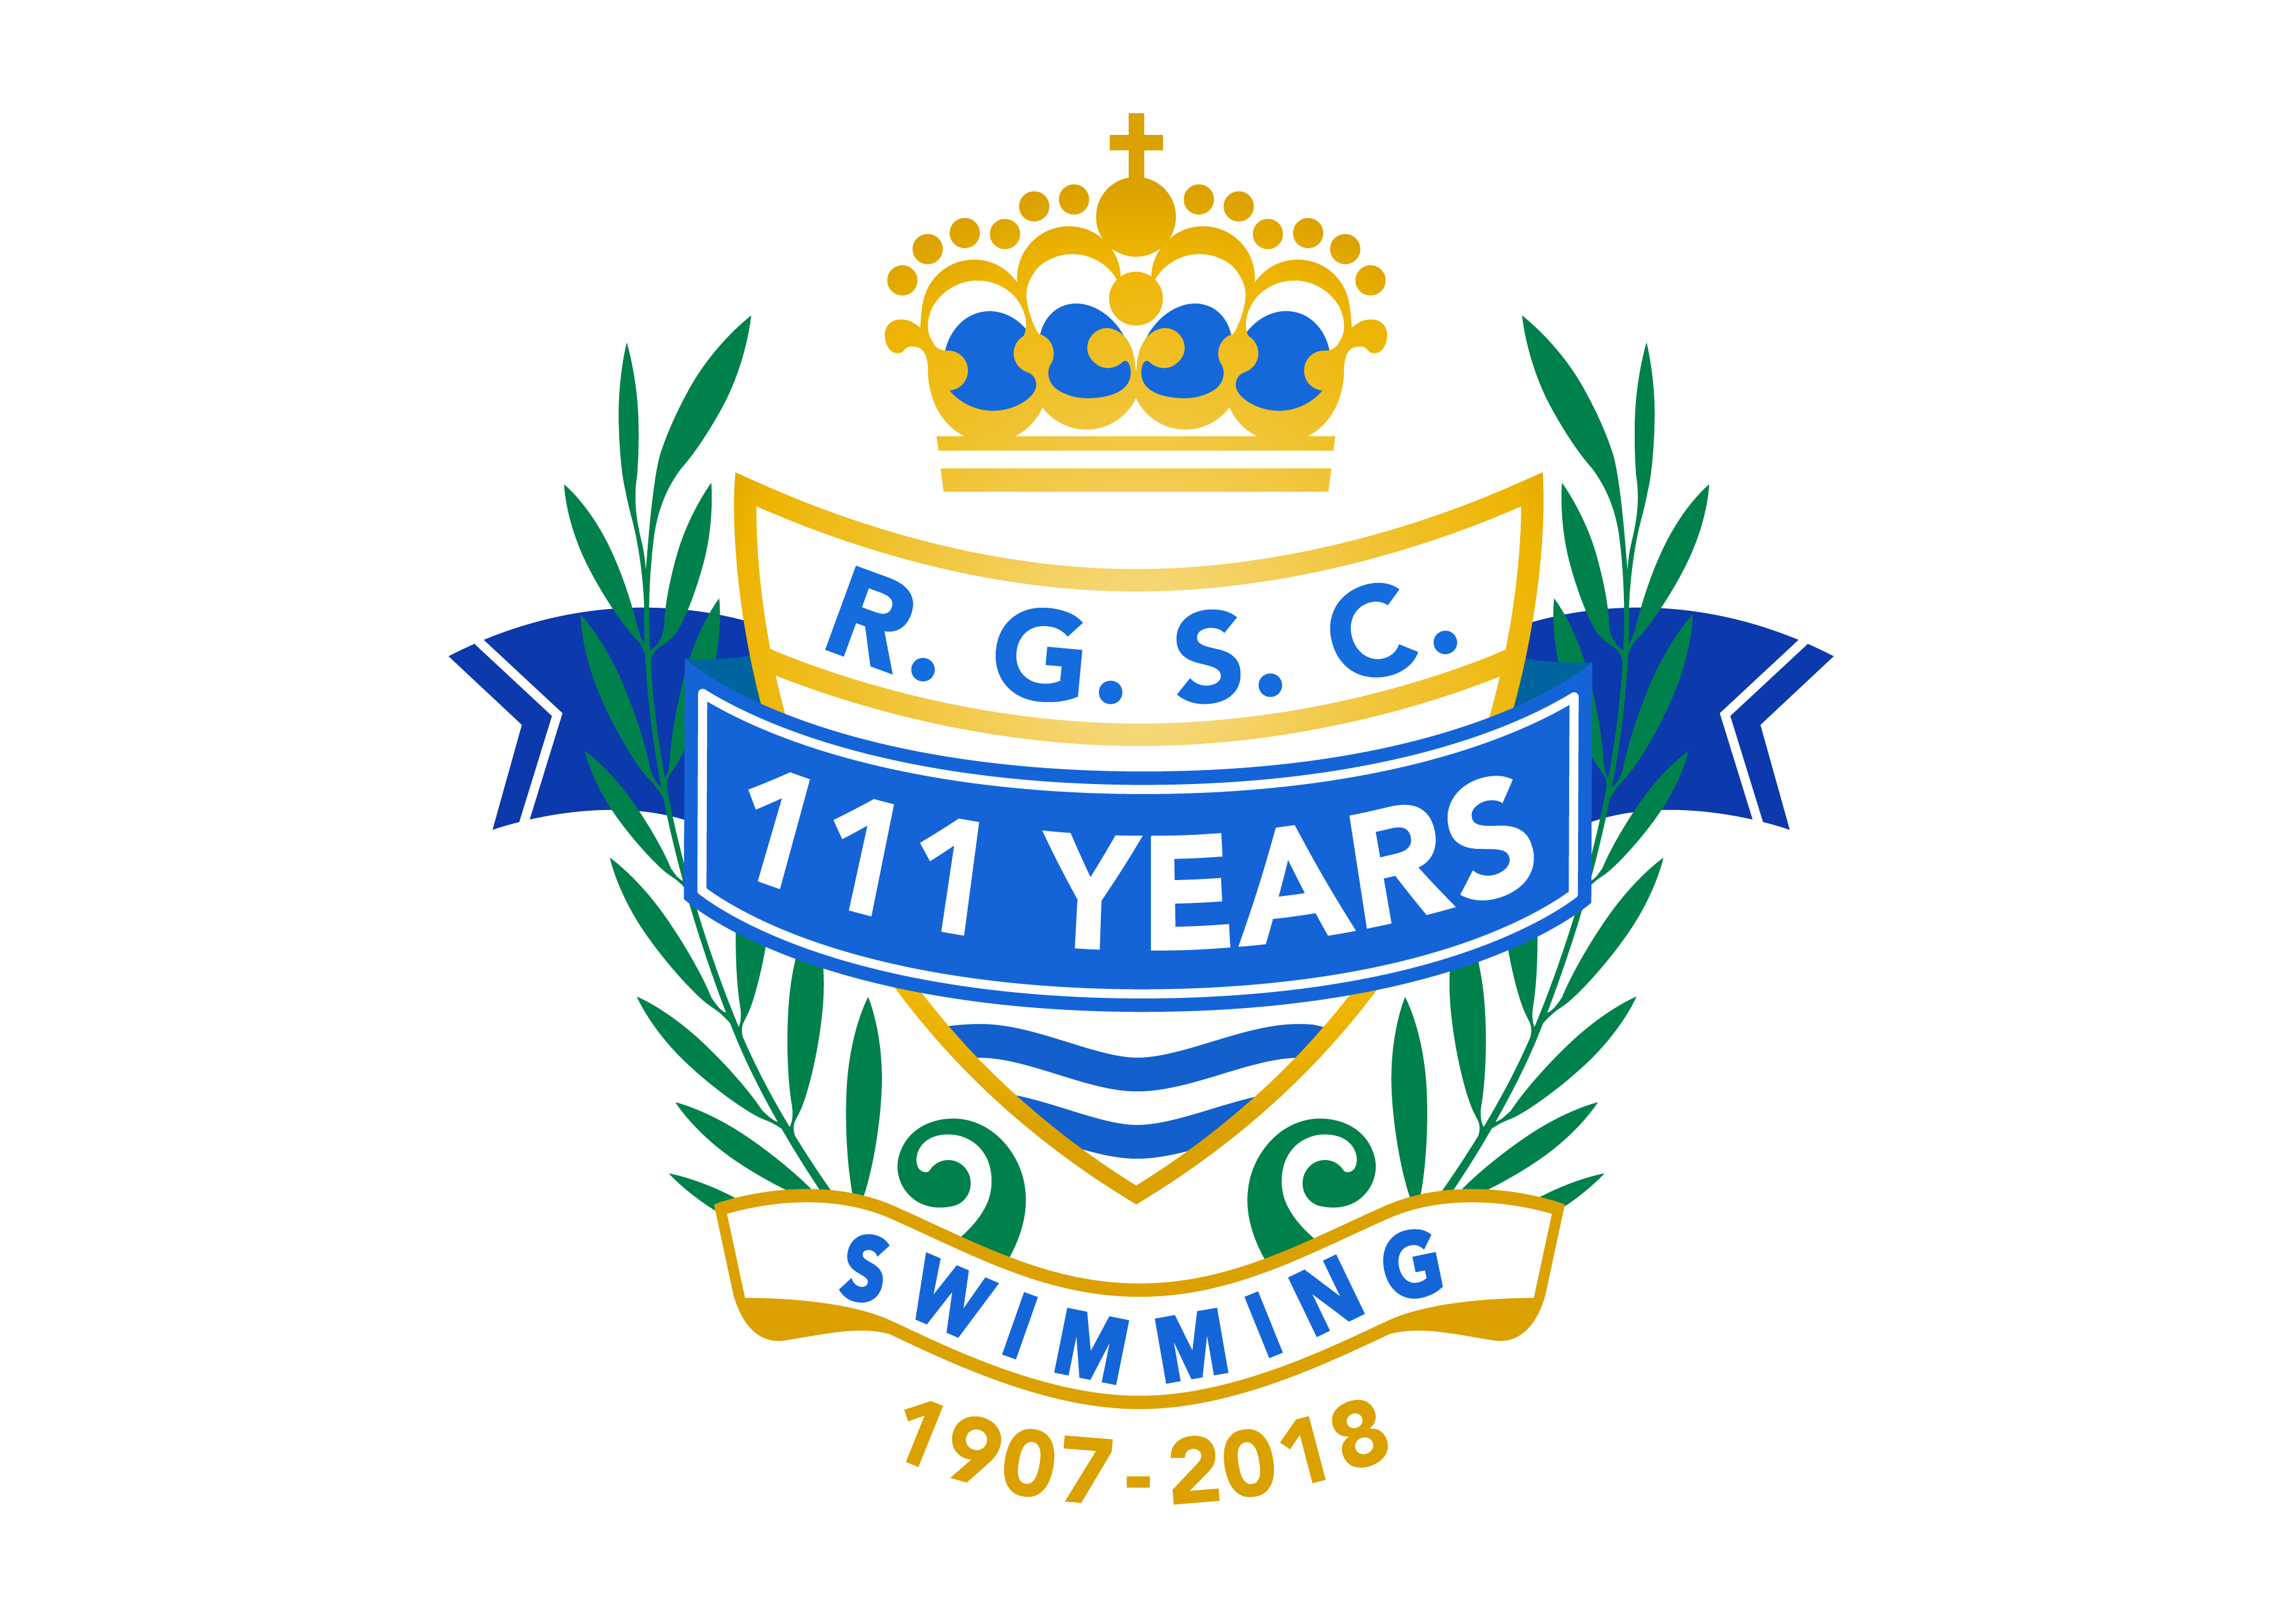 R. G. S. C.
111 YEARS
SWIMMING
1907-2018